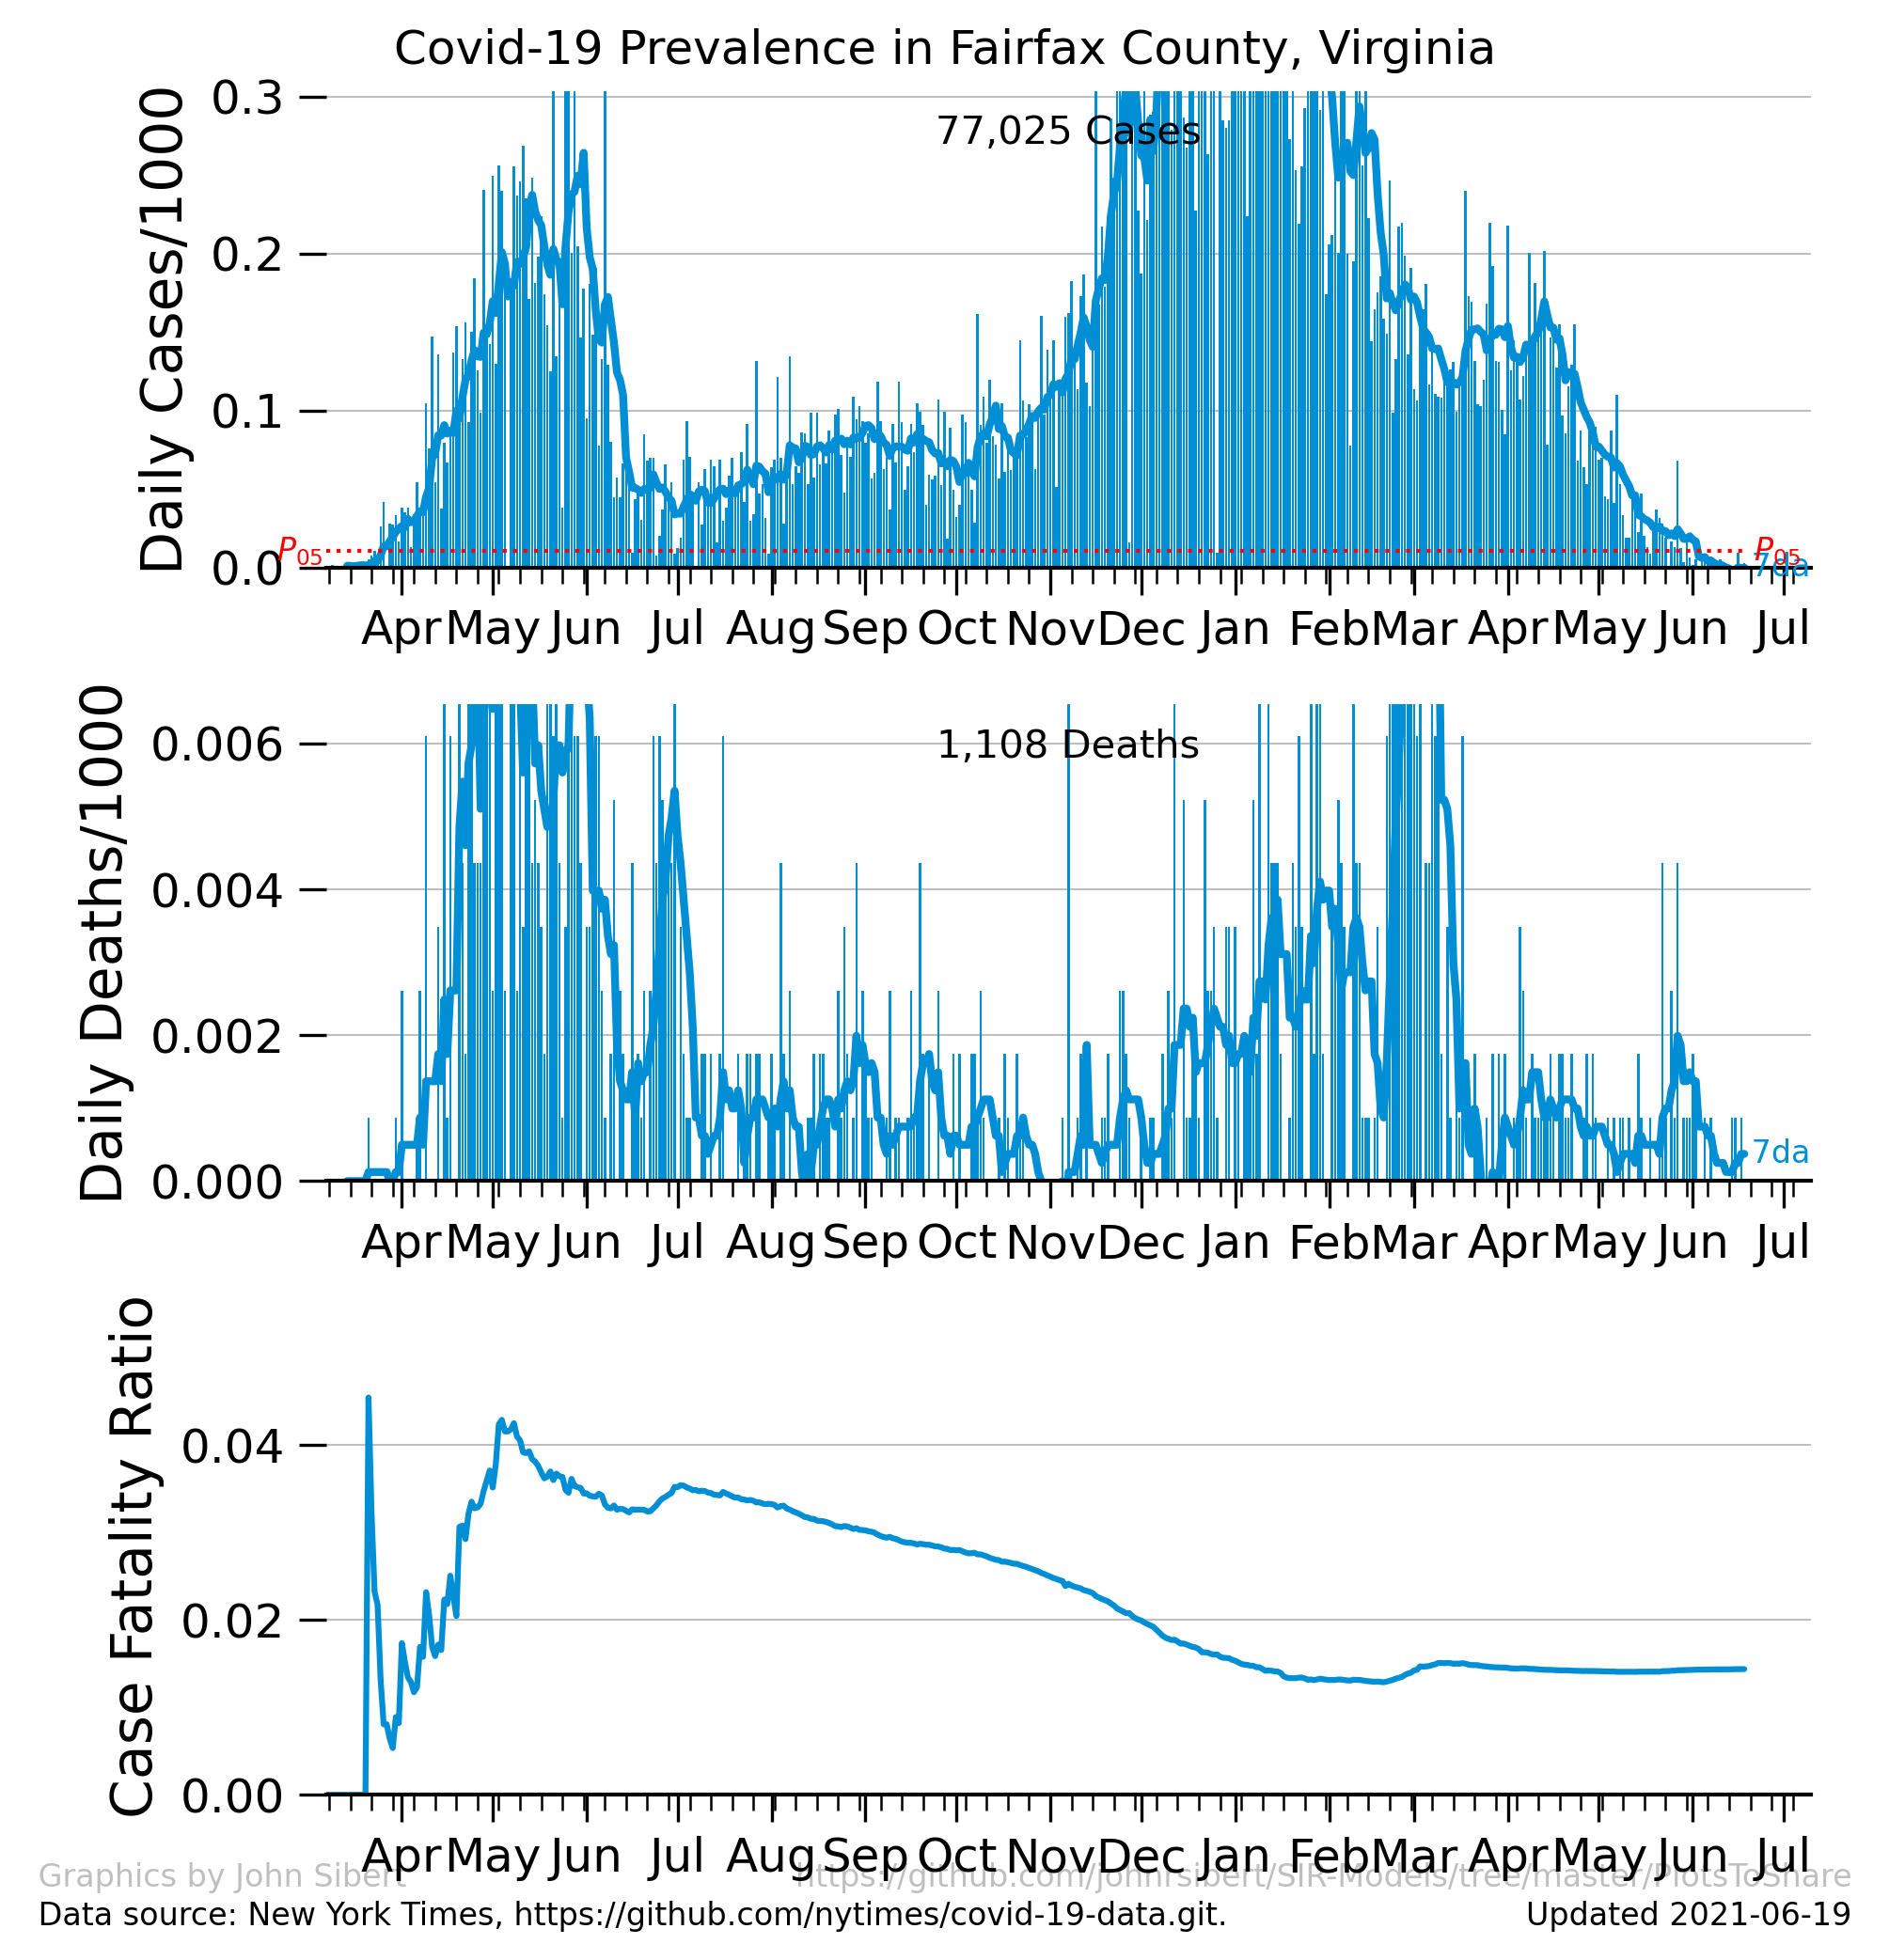 Covid-19 Prevalence in Fairfax County, Virginia
Daily Cases/1000
0.3
0.2
0.1
0.0
77,025 Cases
P05
P05
7da
Apr May Jun Jul Aug Sep Oct Nov Dec Jan Feb Mar Apr May Jun Jul
Daily Deaths/1000
0.006
0.004
0.002
0.000
1,108 Deaths
7da
Apr May Jun Jul Aug Sep Oct Nov Dec Jan Feb Mar Apr May Jun Jul
Case Fatality Ratio
0.04
0.02
0.00
Apr May Jun Jul Aug Sep Oct Nov Dec Jan Feb Mar Apr May Jun Jul
Graphics by John Sibert
https://github.com/johnrsibert/SIR-Models/tree/master/PlotsToShare
Data source: New York Times, https://github.com/nytimes/covid-19-data.git.
Updated 2021-06-19